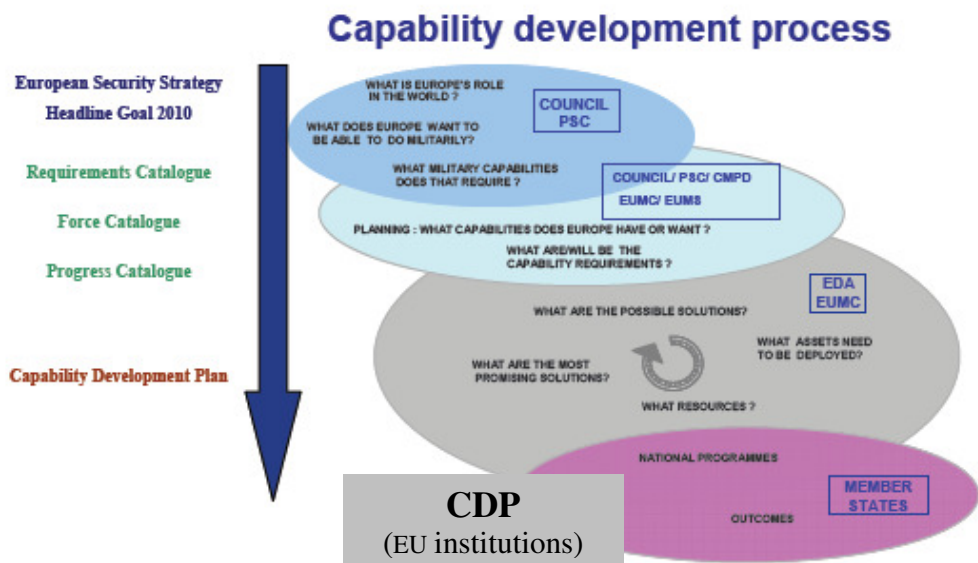 Capability development process
European Security Strategy
Headline Goal 2010
Requirements Catalogue
Force Catalogue
Progress Catalogue
Capability Development Plan
WHAT IS EUROPE'S ROLE
IN THE WORLD ?
COUNCIL
PSC
WHAT DOES EUROPE WANT TO
BE ABLE TO DO MILITARILY?
WHAT MILITARY CAPABILITIES
DOES THAT REQUIRE ?
COUNCIL/ PSC/ CMPD
EUMC/ EUMS
PLANNING : WHAT CAPABILITIES DOES EUROPE HAVE OR WANT ?
WHAT ARE/WILL BE THE
CAPABILITY REQUIREMENTS ?
EDA
EUMC
WHAT ARE THE POSSIBLE SOLUTIONS?
WHAT ASSETS NEED
TO BE DEPLOYED?
WHAT ARE THE MOST
PROMISING SOLUTIONS?
WHAT RESOURCES ?
NATIONAL PROGRAMMES
MEMBER
STATES
OUTCOMES
CDP
(EU institutions)